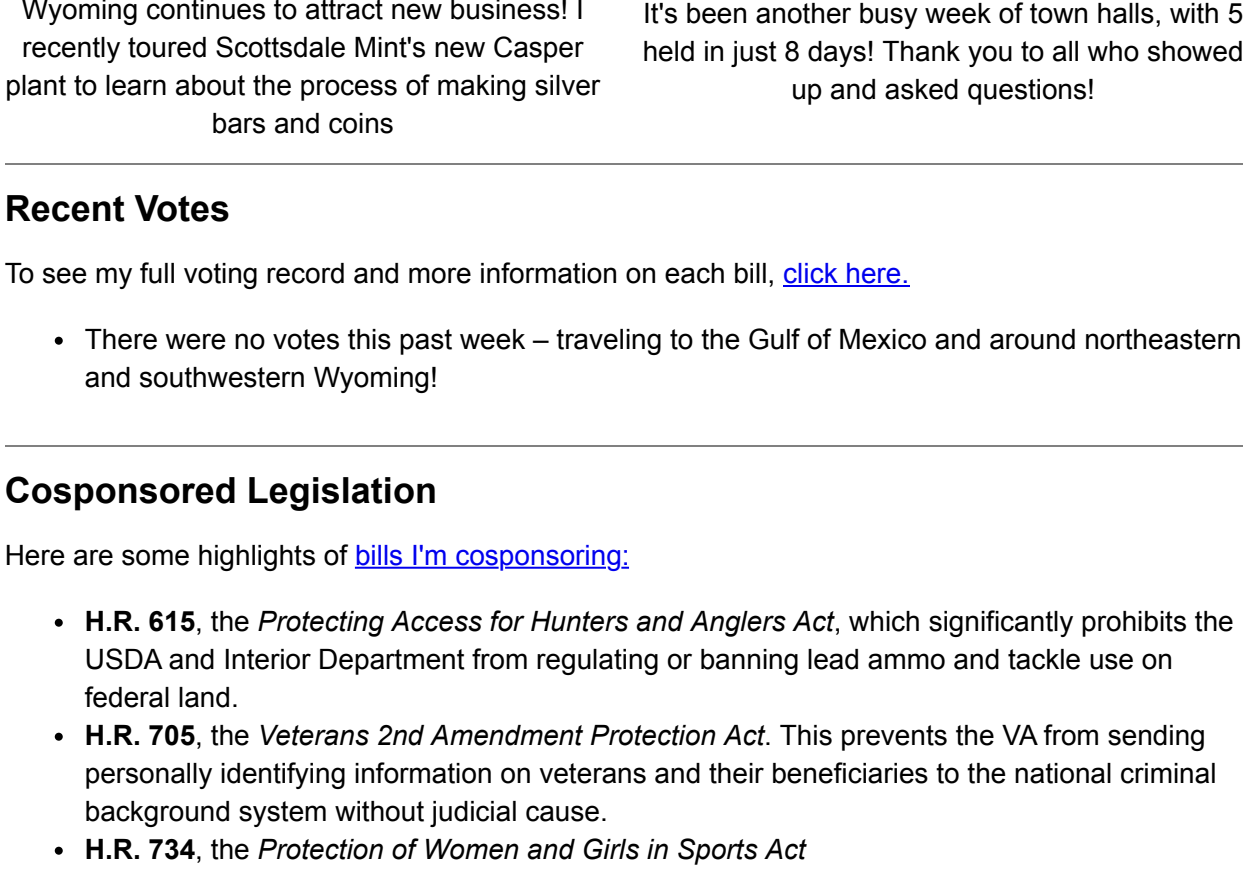 Wyoming continues to attract new business! I
recently toured Scottsdale Mint's new Casper
plant to learn about the process of making silver
bars and coins
It's been another busy week of town halls, with 5
held in just 8 days! Thank you to all who showed
up and asked questions!
Recent Votes
To see my full voting record and more information on each bill, click here.
• There were no votes this past week – traveling to the Gulf of Mexico and around northeastern
and southwestern Wyoming!
Cosponsored Legislation
Here are some highlights of bills I'm cosponsoring:
• H.R. 615, the Protecting Access for Hunters and Anglers Act, which significantly prohibits the
USDA and Interior Department from regulating or banning lead ammo and tackle use on
federal land.
• H.R. 705, the Veterans 2nd Amendment Protection Act. This prevents the VA from sending
personally identifying information on veterans and their beneficiaries to the national criminal
background system without judicial cause.
• H.R. 734, the Protection of Women and Girls in Sports Act